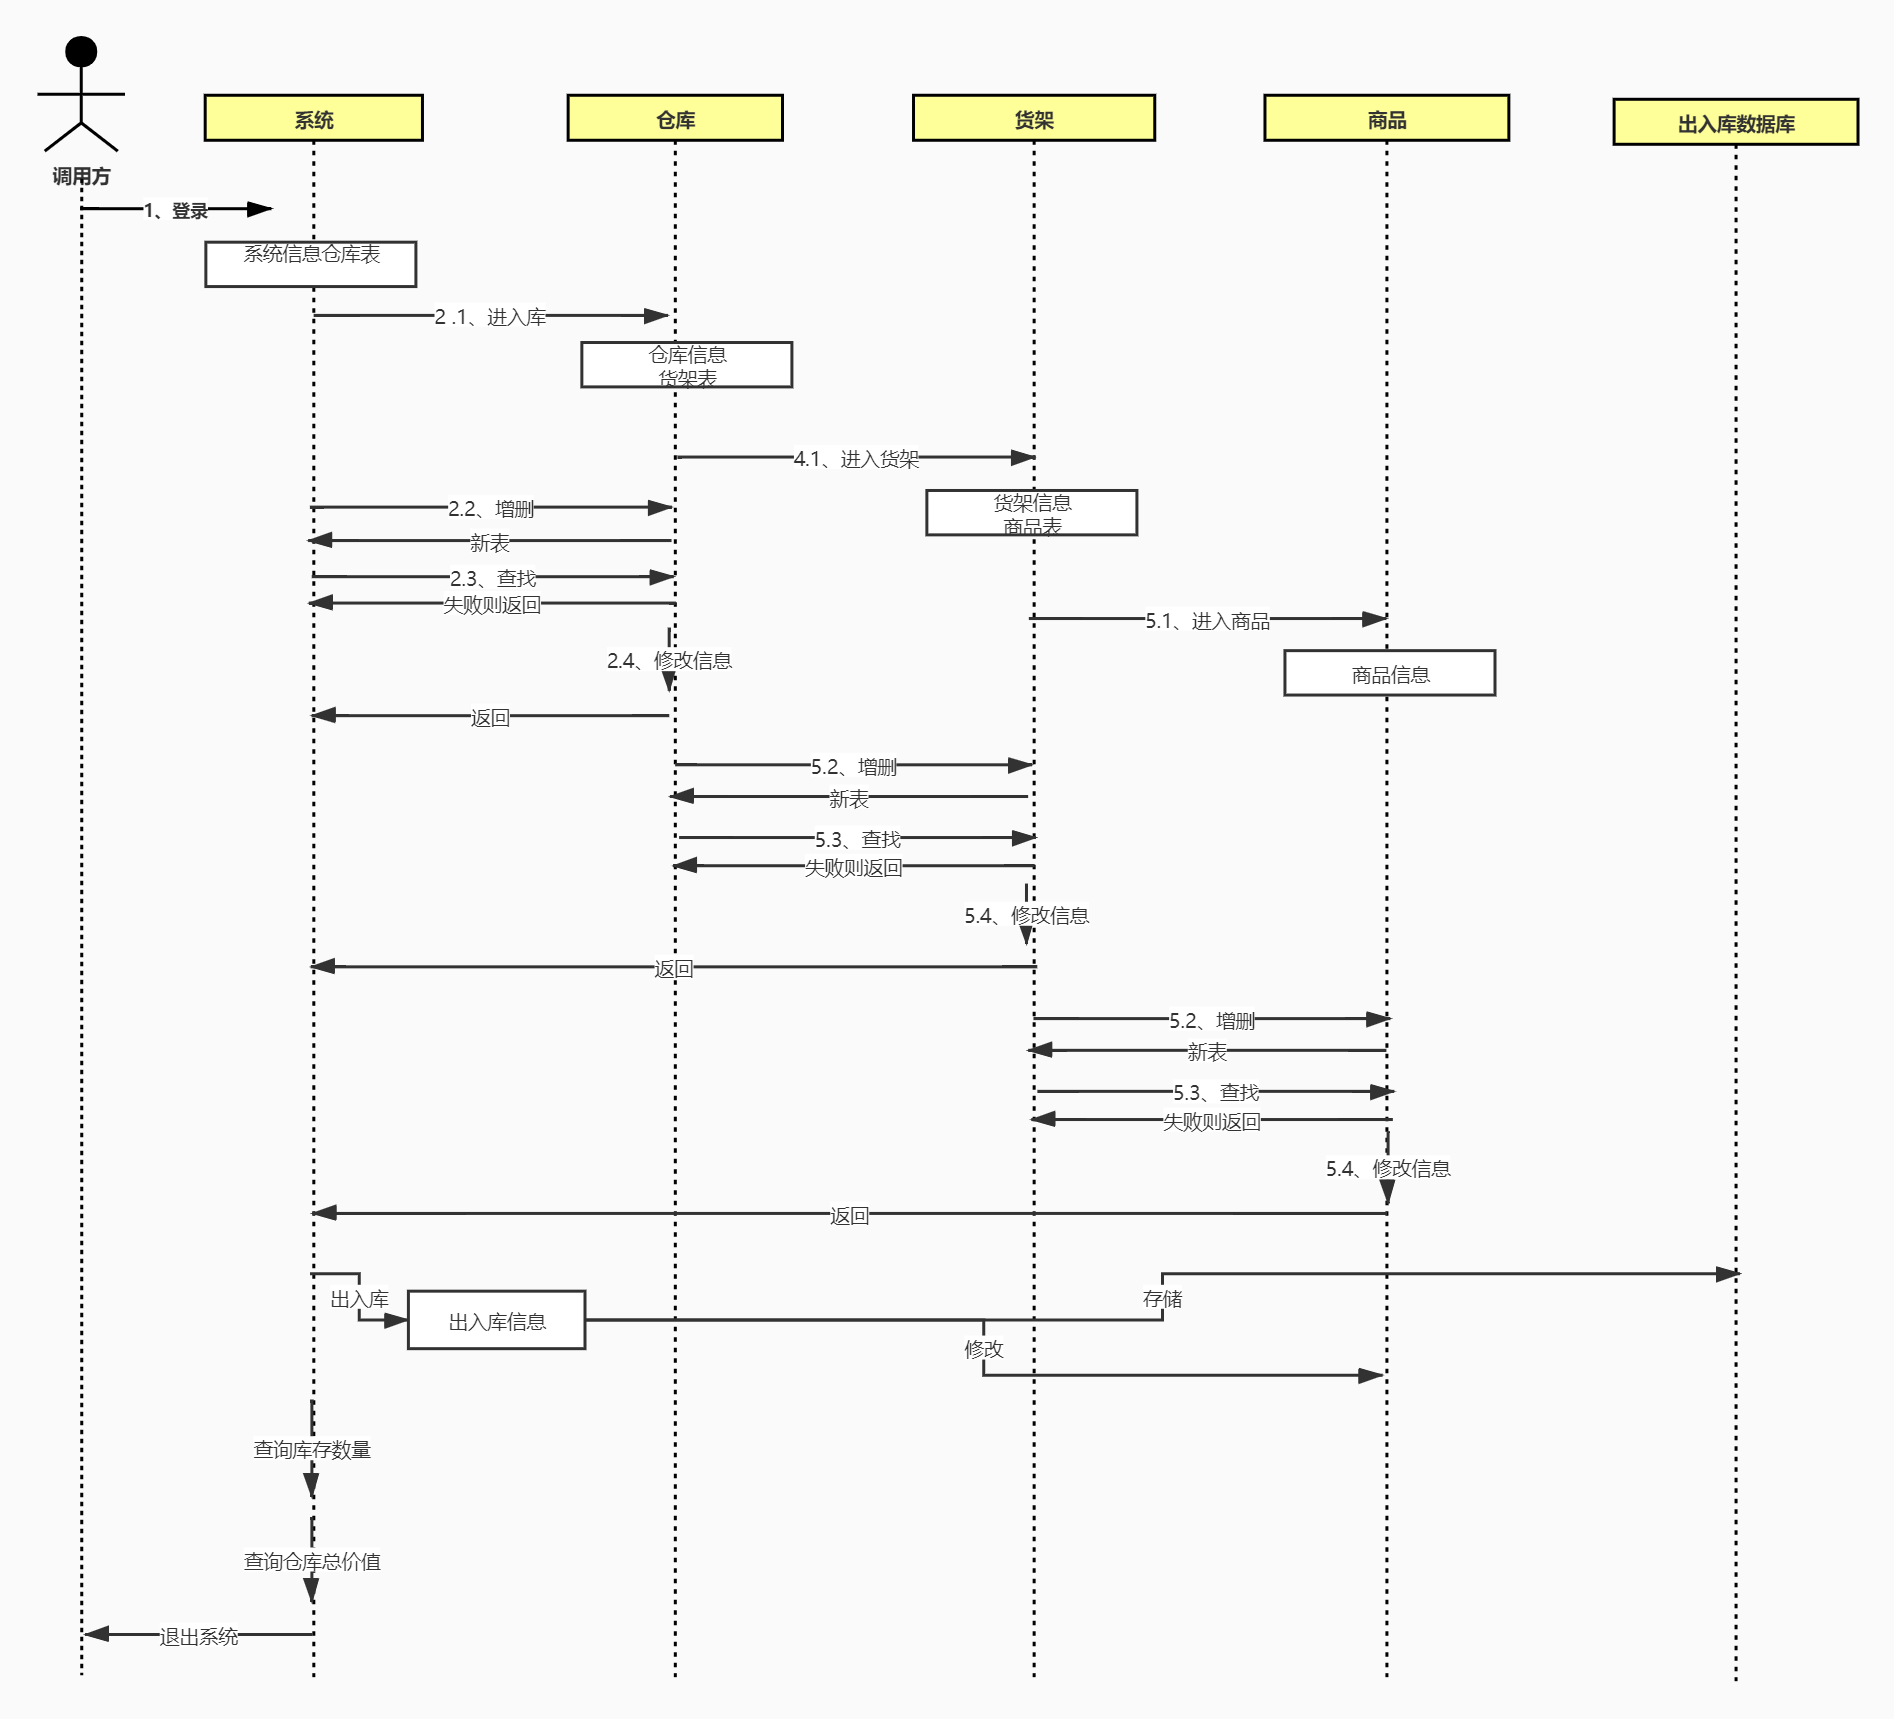 系统
仓库
货架
商品
出入库数据库
调用方
1、登录
系统信息仓库表
2 .1、进入库
仓库信息
货架表
4.1、进入货架
货架信息
商品表
2.2、增删
新表
2.3、查找
失败则返回
5.1、进入商品
2.4、修改信息
商品信息
返回
5.2、增删
新表
5.3、查找
失败则返回
5.4、修改信息
返回
5.2、增删
新表
5.3、查找
失败则返回
5.4、修改信息
返回
出入库
存储
出入库信息
修改
查询库存数量
查询仓库总价值
退出系统